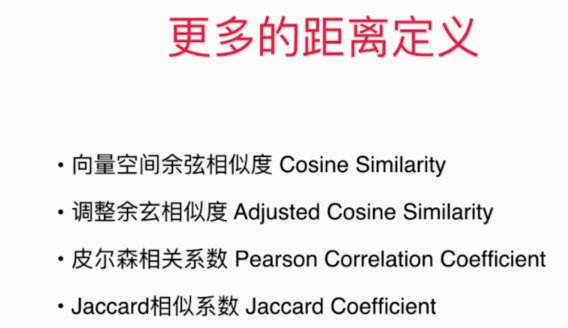 更多的距离定义
• 向量空间余弦相似度 Cosine Similarity
• 调整余玄相似度 Adjusted Cosine Similarity
• 皮尔森相关系数 Pearson Correlation Coefficient
• Jaccard相似系数 Jaccard Coefficient